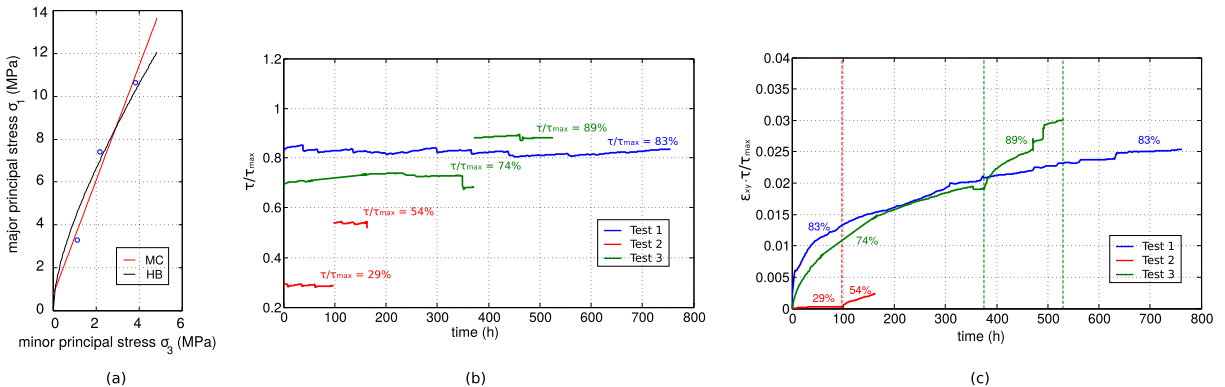 14
12
10
8
6
4
2
0
0 2 4 6
major principal stress σ1 (MPa)
minor principal stress σ3 (MPa)
MC
HB
(a)
1.2
1
0.8
0.6
0.4
0.2
0 100 200 300 400 500 600 700 800
τ/τmax
time (h)
τ/τmax = 89%
τ/τmax = 83%
τ/τmax = 74%
τ/τmax = 54%
τ/τmax = 29%
Test 1
Test 2
Test 3
(b)
0.04
0.035
0.03
0.025
0.02
0.015
0.01
0.005
0
0 100 200 300 400 500 600 700 800
εxy·τ/τmax
time (h)
89%
83%
83%
74%
29%
54%
Test 1
Test 2
Test 3
(c)